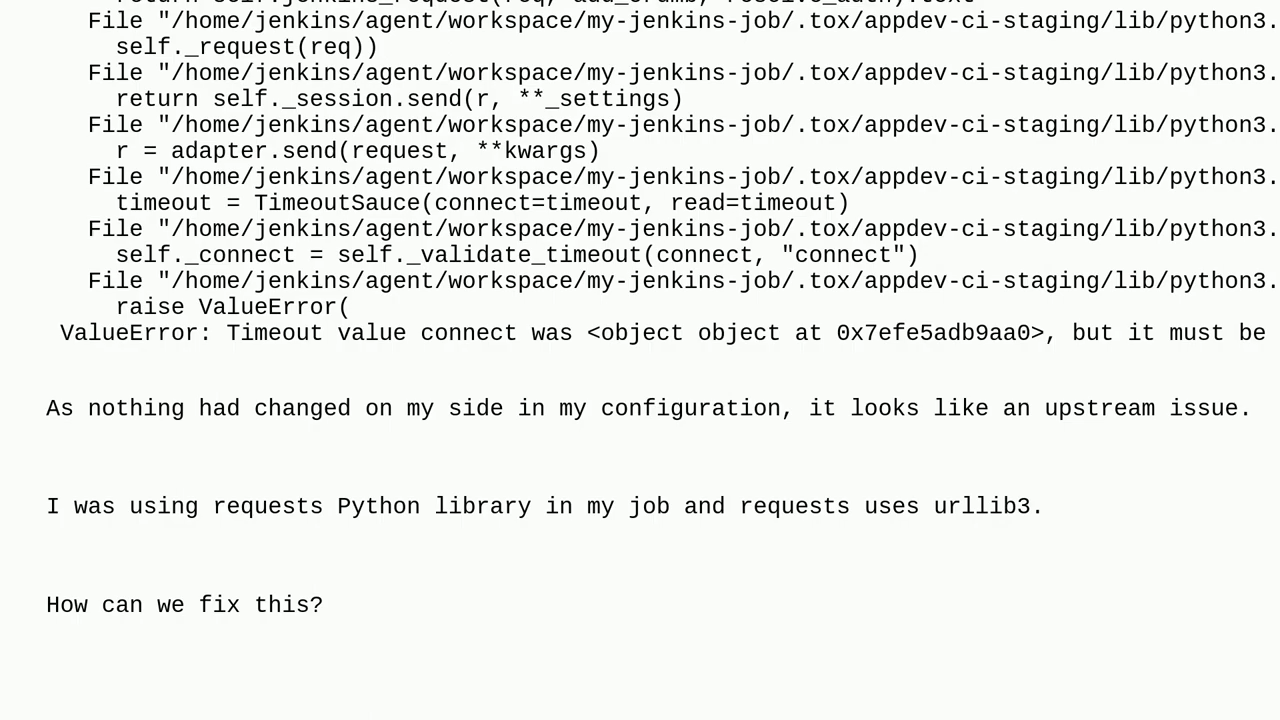 return self.jenkins_request(req, add_crumb, resolve_auth).text
File "/home/jenkins/agent/workspace/my-jenkins-job/.tox/appdev-ci-staging/lib/python3.
self._request(req))
File "/home/jenkins/agent/workspace/my-jenkins-job/.tox/appdev-ci-staging/lib/python3.
return self._session.send(r, **_settings)
File "/home/jenkins/agent/workspace/my-jenkins-job/.tox/appdev-ci-staging/lib/python3.
r = adapter.send(request, **kwargs)
File "/home/jenkins/agent/workspace/my-jenkins-job/.tox/appdev-ci-staging/lib/python3.
timeout = TimeoutSauce(connect=timeout, read=timeout)
File "/home/jenkins/agent/workspace/my-jenkins-job/.tox/appdev-ci-staging/lib/python3.
self._connect = self._validate_timeout(connect, "connect")
File "/home/jenkins/agent/workspace/my-jenkins-job/.tox/appdev-ci-staging/lib/python3.
raise ValueError(
ValueError: Timeout value connect was <object object at 0x7efe5adb9aa0>, but it must be
As nothing had changed on my side in my configuration, it looks like an upstream issue.
I was using requests Python library in my job and requests uses urllib3.
How can we fix this?